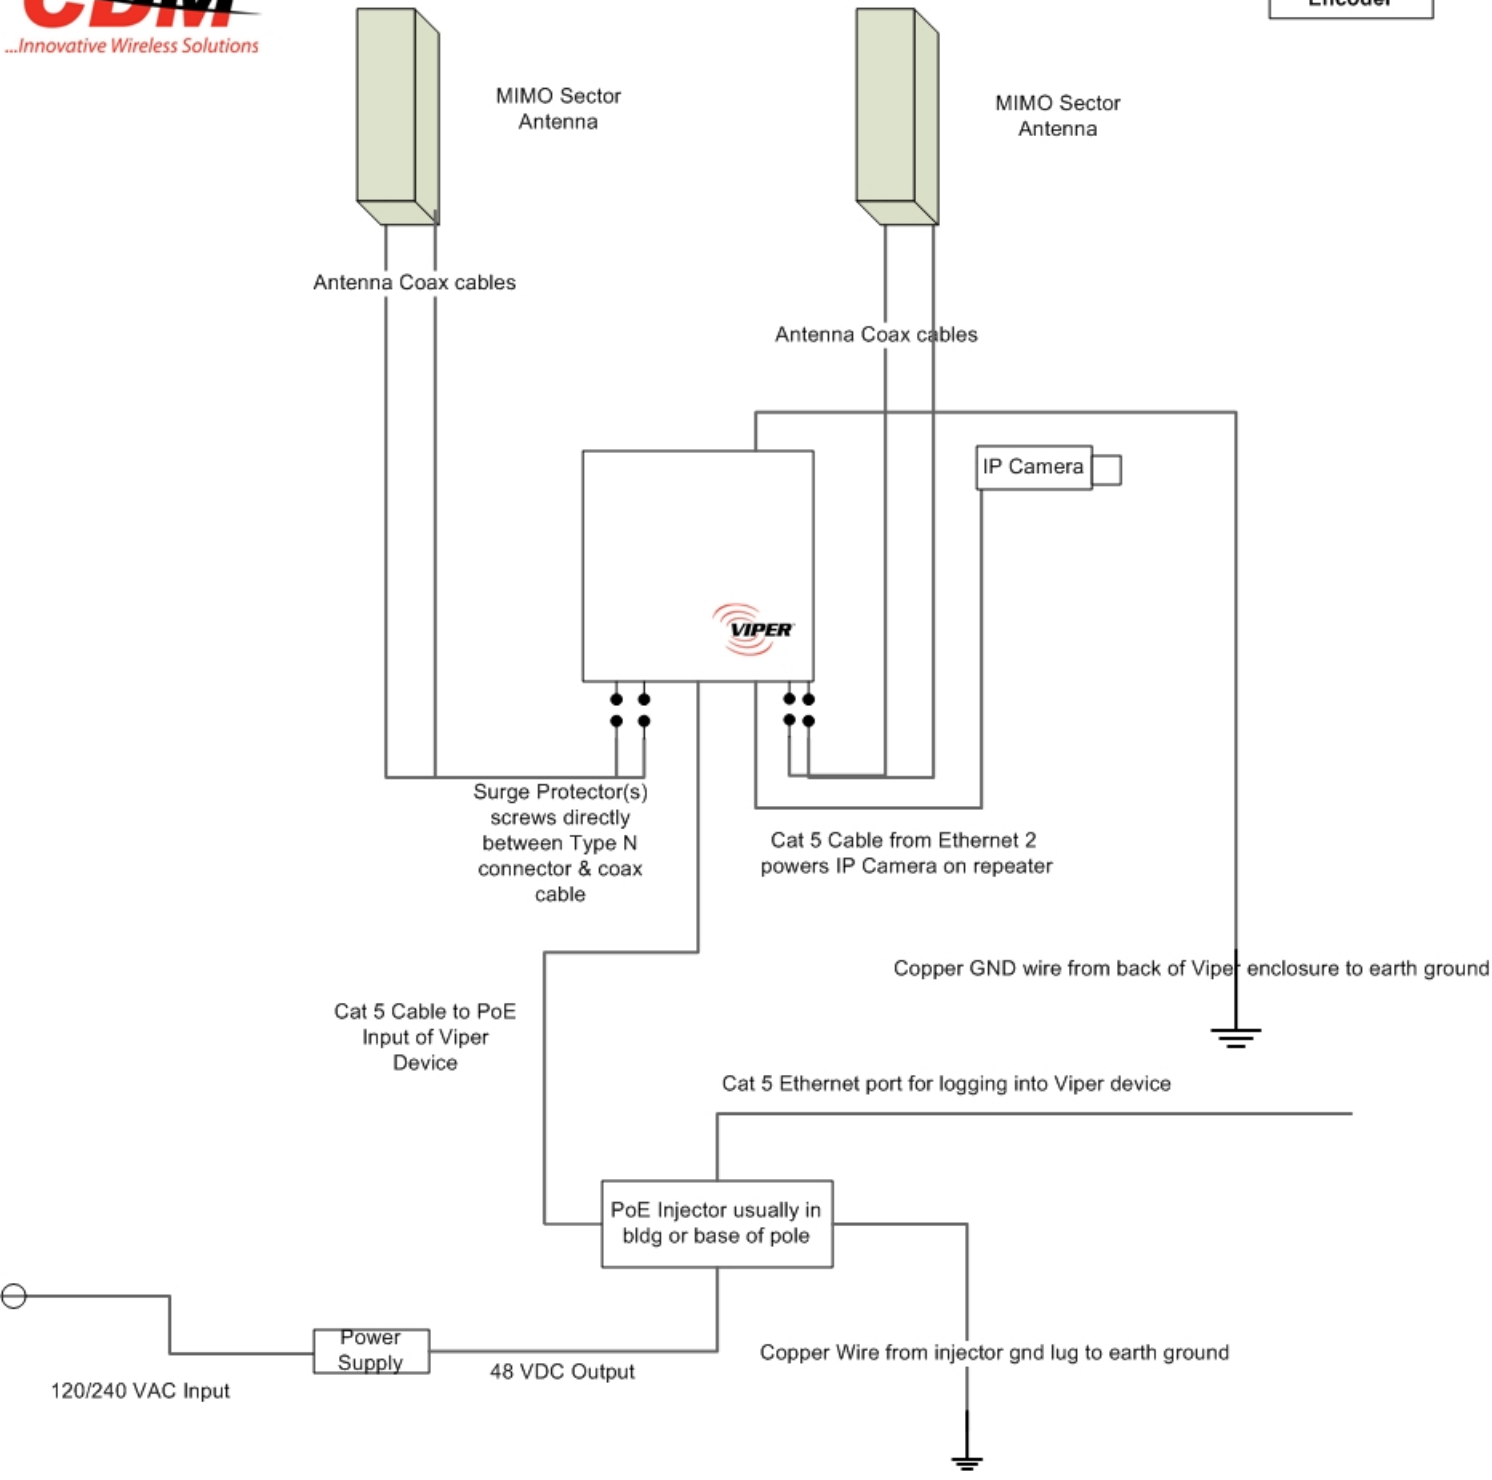 CDM
...Innovative Wireless Solutions
Encoder
MIMO Sector
Antenna
MIMO Sector
Antenna
Antenna Coax cables
Antenna Coax cables
IP Camera
VIPER
Surge Protector(s)
screws directly
between Type N
connector & coax
cable
Cat 5 Cable from Ethernet 2
powers IP Camera on repeater
Copper GND wire from back of Viper enclosure to earth ground
Cat 5 Cable to PoE
Input of Viper
Device
Cat 5 Ethernet port for logging into Viper device
PoE Injector usually in
bldg or base of pole
Power
Supply
48 VDC Output
120/240 VAC Input
Copper Wire from injector gnd lug to earth ground